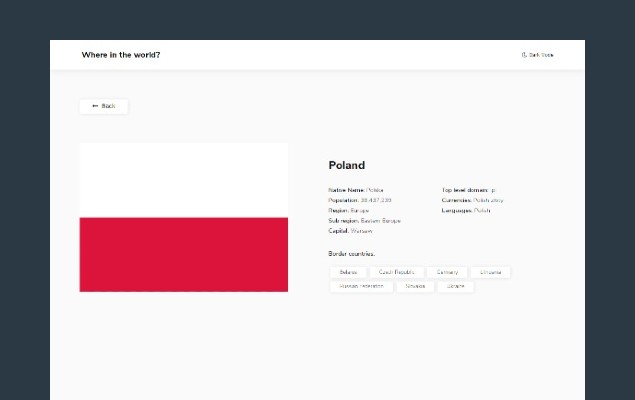 Where in the world?
Dark Mode
← Back
Poland
Native Name: Polska
Population: 38,437,239
Region: Europe
Sub region: Eastern Europe
Capital: Warsaw
Top level domain: .pl
Currencies: Polish złoty
Languages: Polish
Border countries:
Belarus Czech Republic Germany Lithuania
Russian Federation Slovakia Ukraine